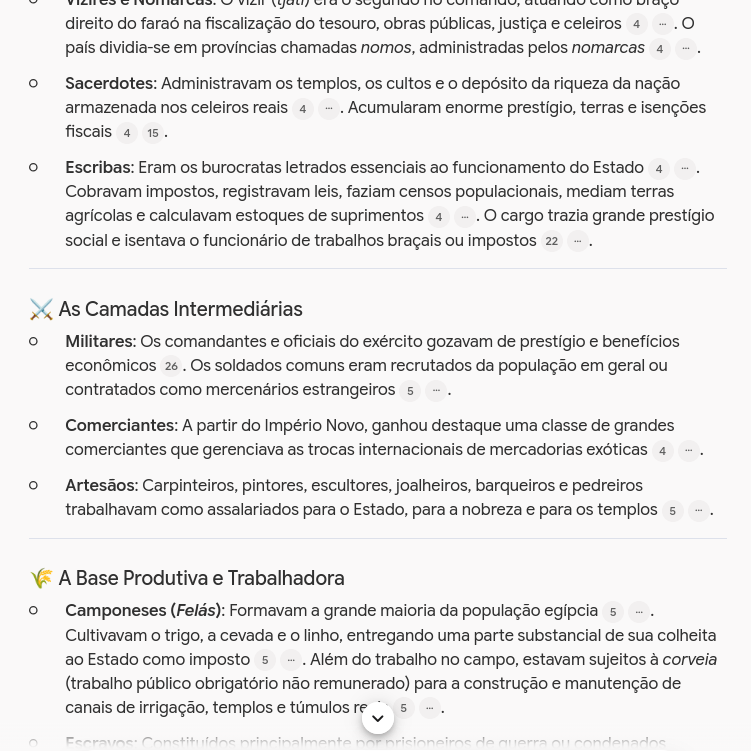 Vizires e Nomarcas: O vizir (tjati) era o segundo no comando, atuando como braço
direito do faraó na fiscalização do tesouro, obras públicas, justiça e celeiros 4 ··· . O
país dividia-se em províncias chamadas nomos, administradas pelos nomarcas 4 ··· .
Sacerdotes: Administravam os templos, os cultos e o depósito da riqueza da nação
armazenada nos celeiros reais 4 ··· . Acumularam enorme prestígio, terras e isenções
fiscais 4 15 .
Escribas: Eram os burocratas letrados essenciais ao funcionamento do Estado 4 ··· .
Cobravam impostos, registravam leis, faziam censos populacionais, mediam terras
agrícolas e calculavam estoques de suprimentos 4 ··· . O cargo trazia grande prestígio
social e isentava o funcionário de trabalhos braçais ou impostos 22 ··· .
⚔️ As Camadas Intermediárias
Militares: Os comandantes e oficiais do exército gozavam de prestígio e benefícios
econômicos 26 . Os soldados comuns eram recrutados da população em geral ou
contratados como mercenários estrangeiros 5 ··· .
Comerciantes: A partir do Império Novo, ganhou destaque uma classe de grandes
comerciantes que gerenciava as trocas internacionais de mercadorias exóticas 4 ··· .
Artesãos: Carpinteiros, pintores, escultores, joalheiros, barqueiros e pedreiros
trabalhavam como assalariados para o Estado, para a nobreza e para os templos 5 ··· .
🌾 A Base Produtiva e Trabalhadora
Camponeses (Felás): Formavam a grande maioria da população egípcia 5 ··· .
Cultivavam o trigo, a cevada e o linho, entregando uma parte substancial de sua colheita
ao Estado como imposto 5 ··· . Além do trabalho no campo, estavam sujeitos à corveia
(trabalho público obrigatório não remunerado) para a construção e manutenção de
canais de irrigação, templos e túmulos 5 ··· .
Escravos: Constituídos principalmente por prisioneiros de guerra ou condenados